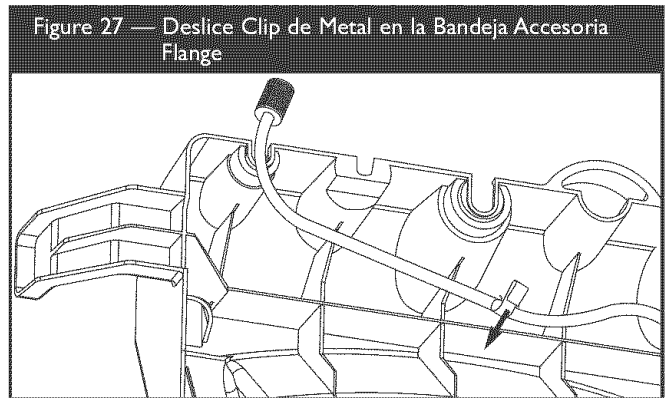 Figure 27 — Deslice Clip de Metal en la Bandeja Accesoria
Flange